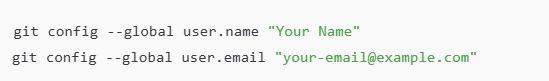 git config --global user.name "Your Name"
git config --global user.email "your-email@example.com"